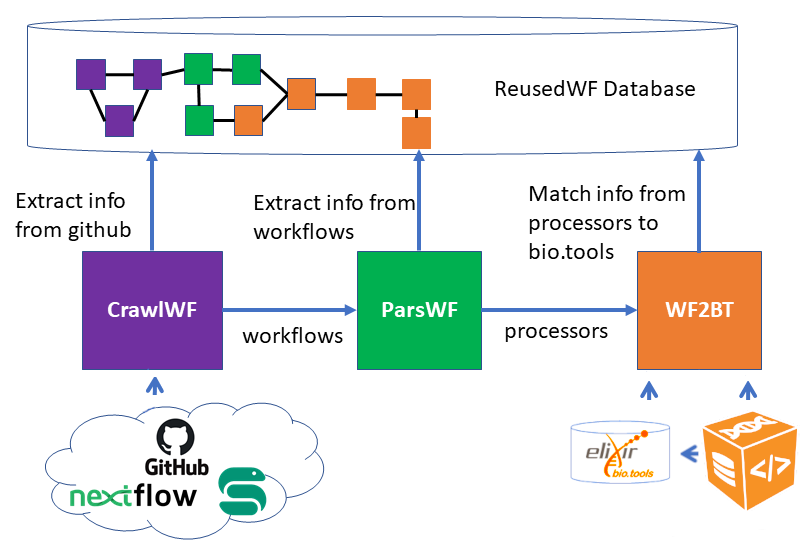 ReusedWF Database
Extract info
from github
Extract info from
workflows
Match info from
processors to
bio.tools
CrawlWF
workflows
ParsWF
processors
WF2BT
GitHub
nextflow
elixir
bio.tools
</>